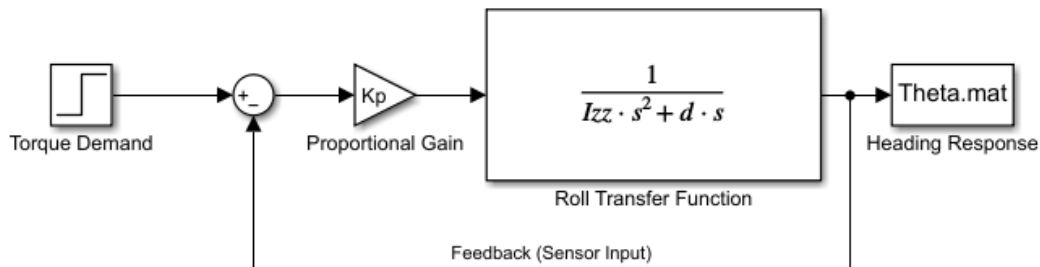 +
_
Kp
1
Izz · s² + d · s
Theta.mat
Torque Demand
Proportional Gain
Roll Transfer Function
Heading Response
Feedback (Sensor Input)